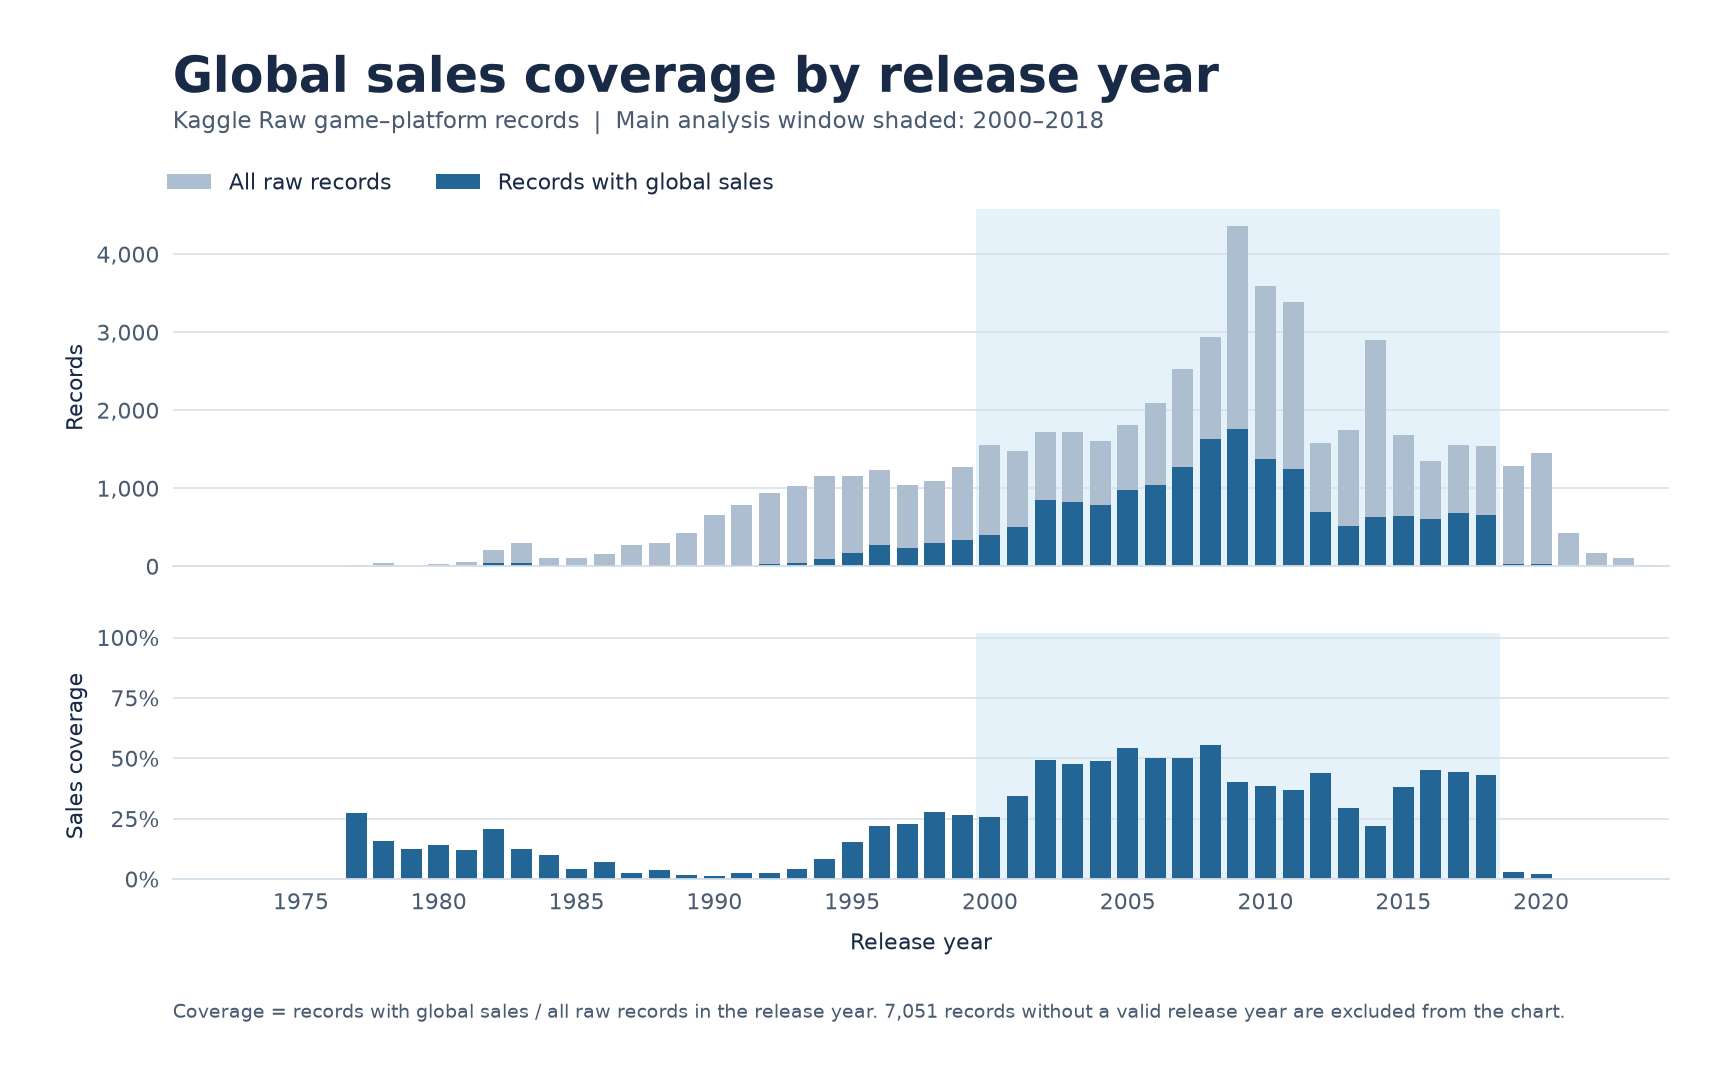 Global sales coverage by release year
Kaggle Raw game–platform records | Main analysis window shaded: 2000–2018
All raw records
Records with global sales
Records
4,000
3,000
2,000
1,000
0
Sales coverage
100%
75%
50%
25%
0%
1975
1980
1985
1990
1995
2000
2005
2010
2015
2020
Release year
Coverage = records with global sales / all raw records in the release year. 7,051 records without a valid release year are excluded from the chart.